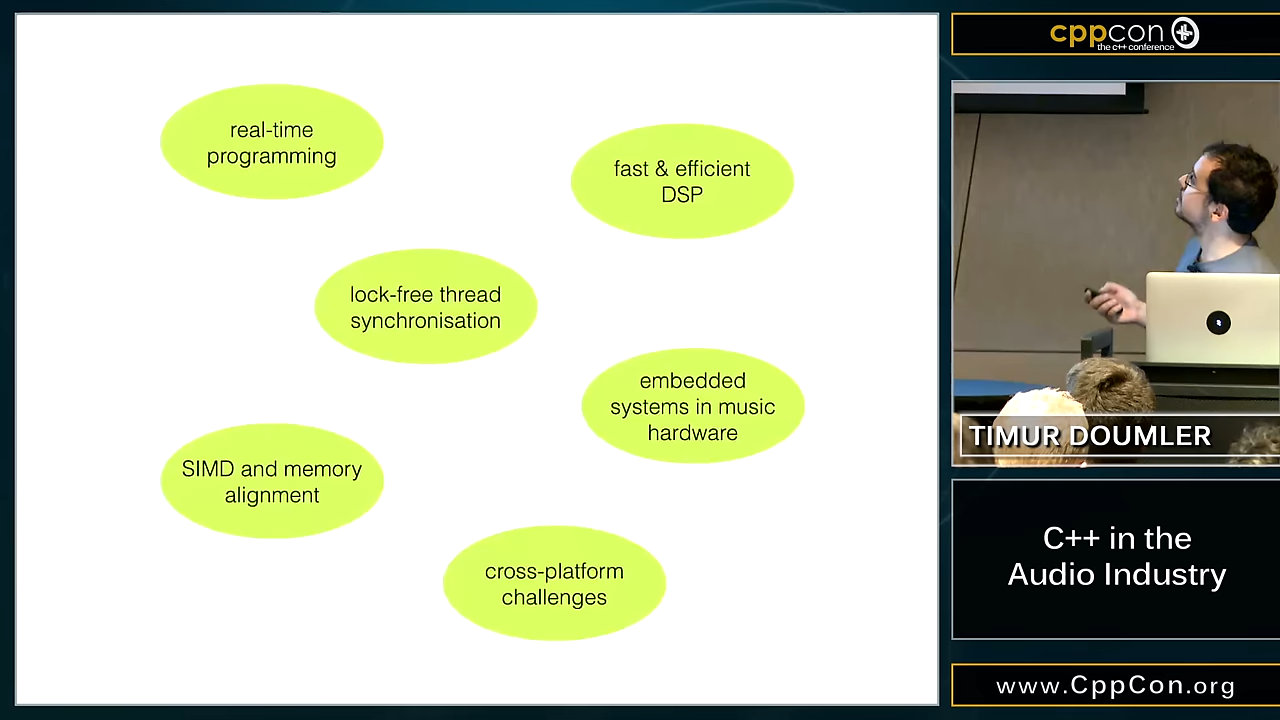 real-time
programming
fast & efficient
DSP
lock-free thread
synchronisation
embedded
systems in music
hardware
SIMD and memory
alignment
cross-platform
challenges
cppcon
the c++ conference
TIMUR DOUMLER
C++ in the
Audio Industry
www.CppCon.org